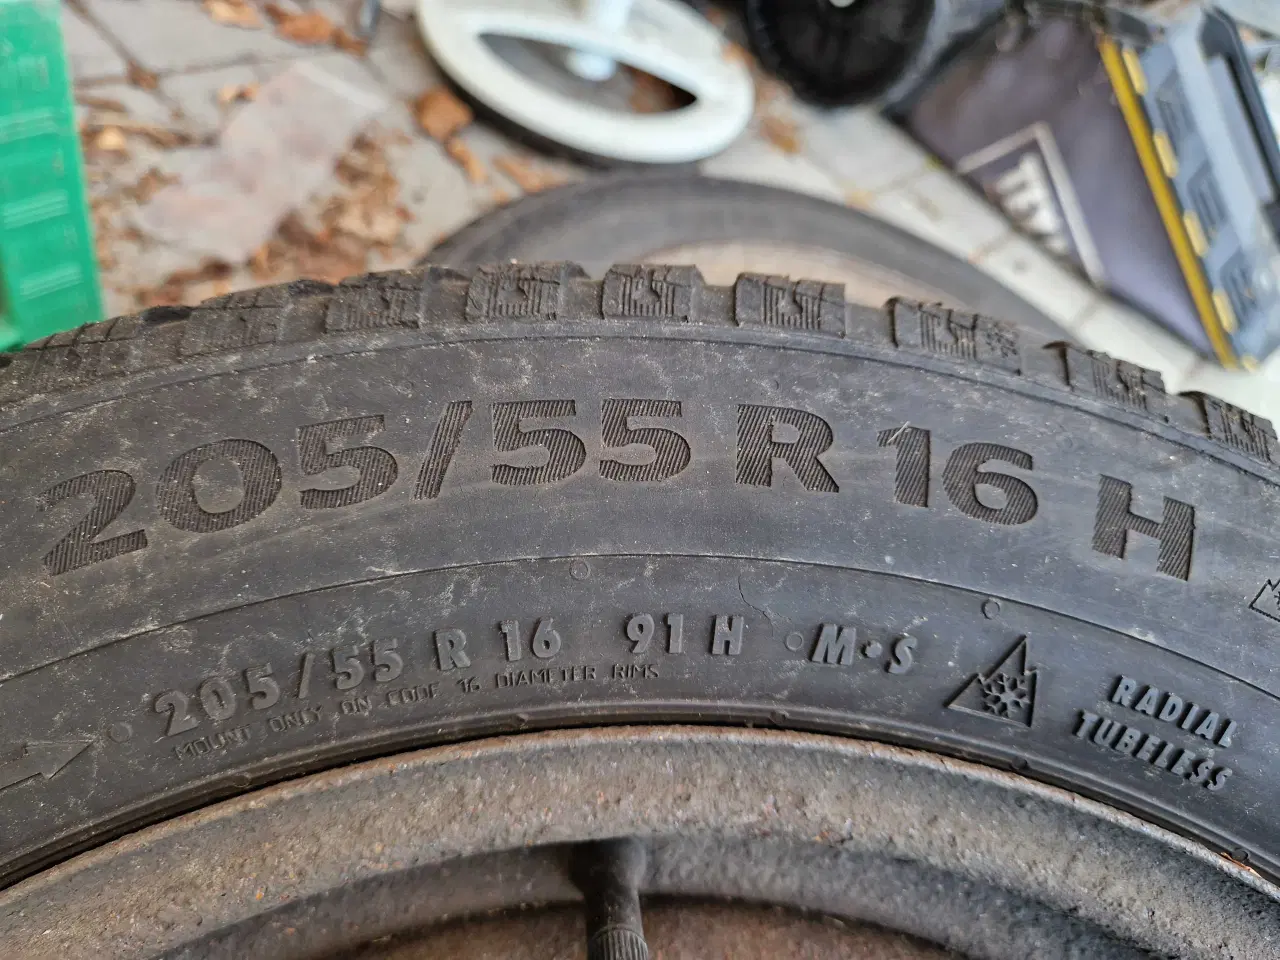 205/55 R 16 H
205/55 R 16 91 H •M•S
MOUNT ONLY ON CODE 16 DIAMETER RIMS
RADIAL
TUBELESS